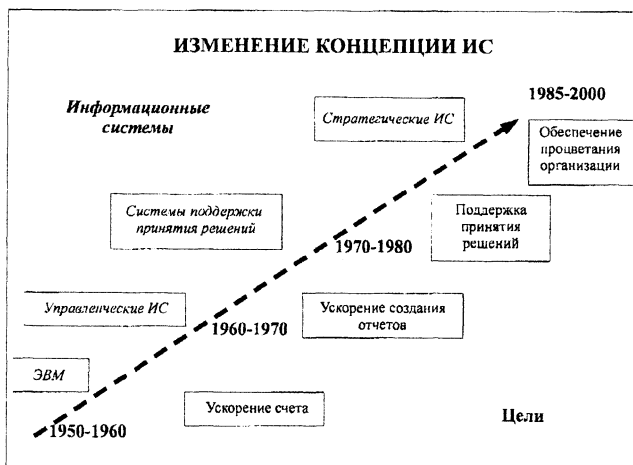 ИЗМЕНЕНИЕ КОНЦЕПЦИИ ИС
Информационные
системы
Стратегические ИС
1985-2000
Обеспечение
процветания
организации
Системы поддержки
принятия решений
Поддержка
принятия
решений
1970-1980
Управленческие ИС
Ускорение создания
отчетов
1960-1970
ЭВМ
Ускорение счета
Цели
1950-1960